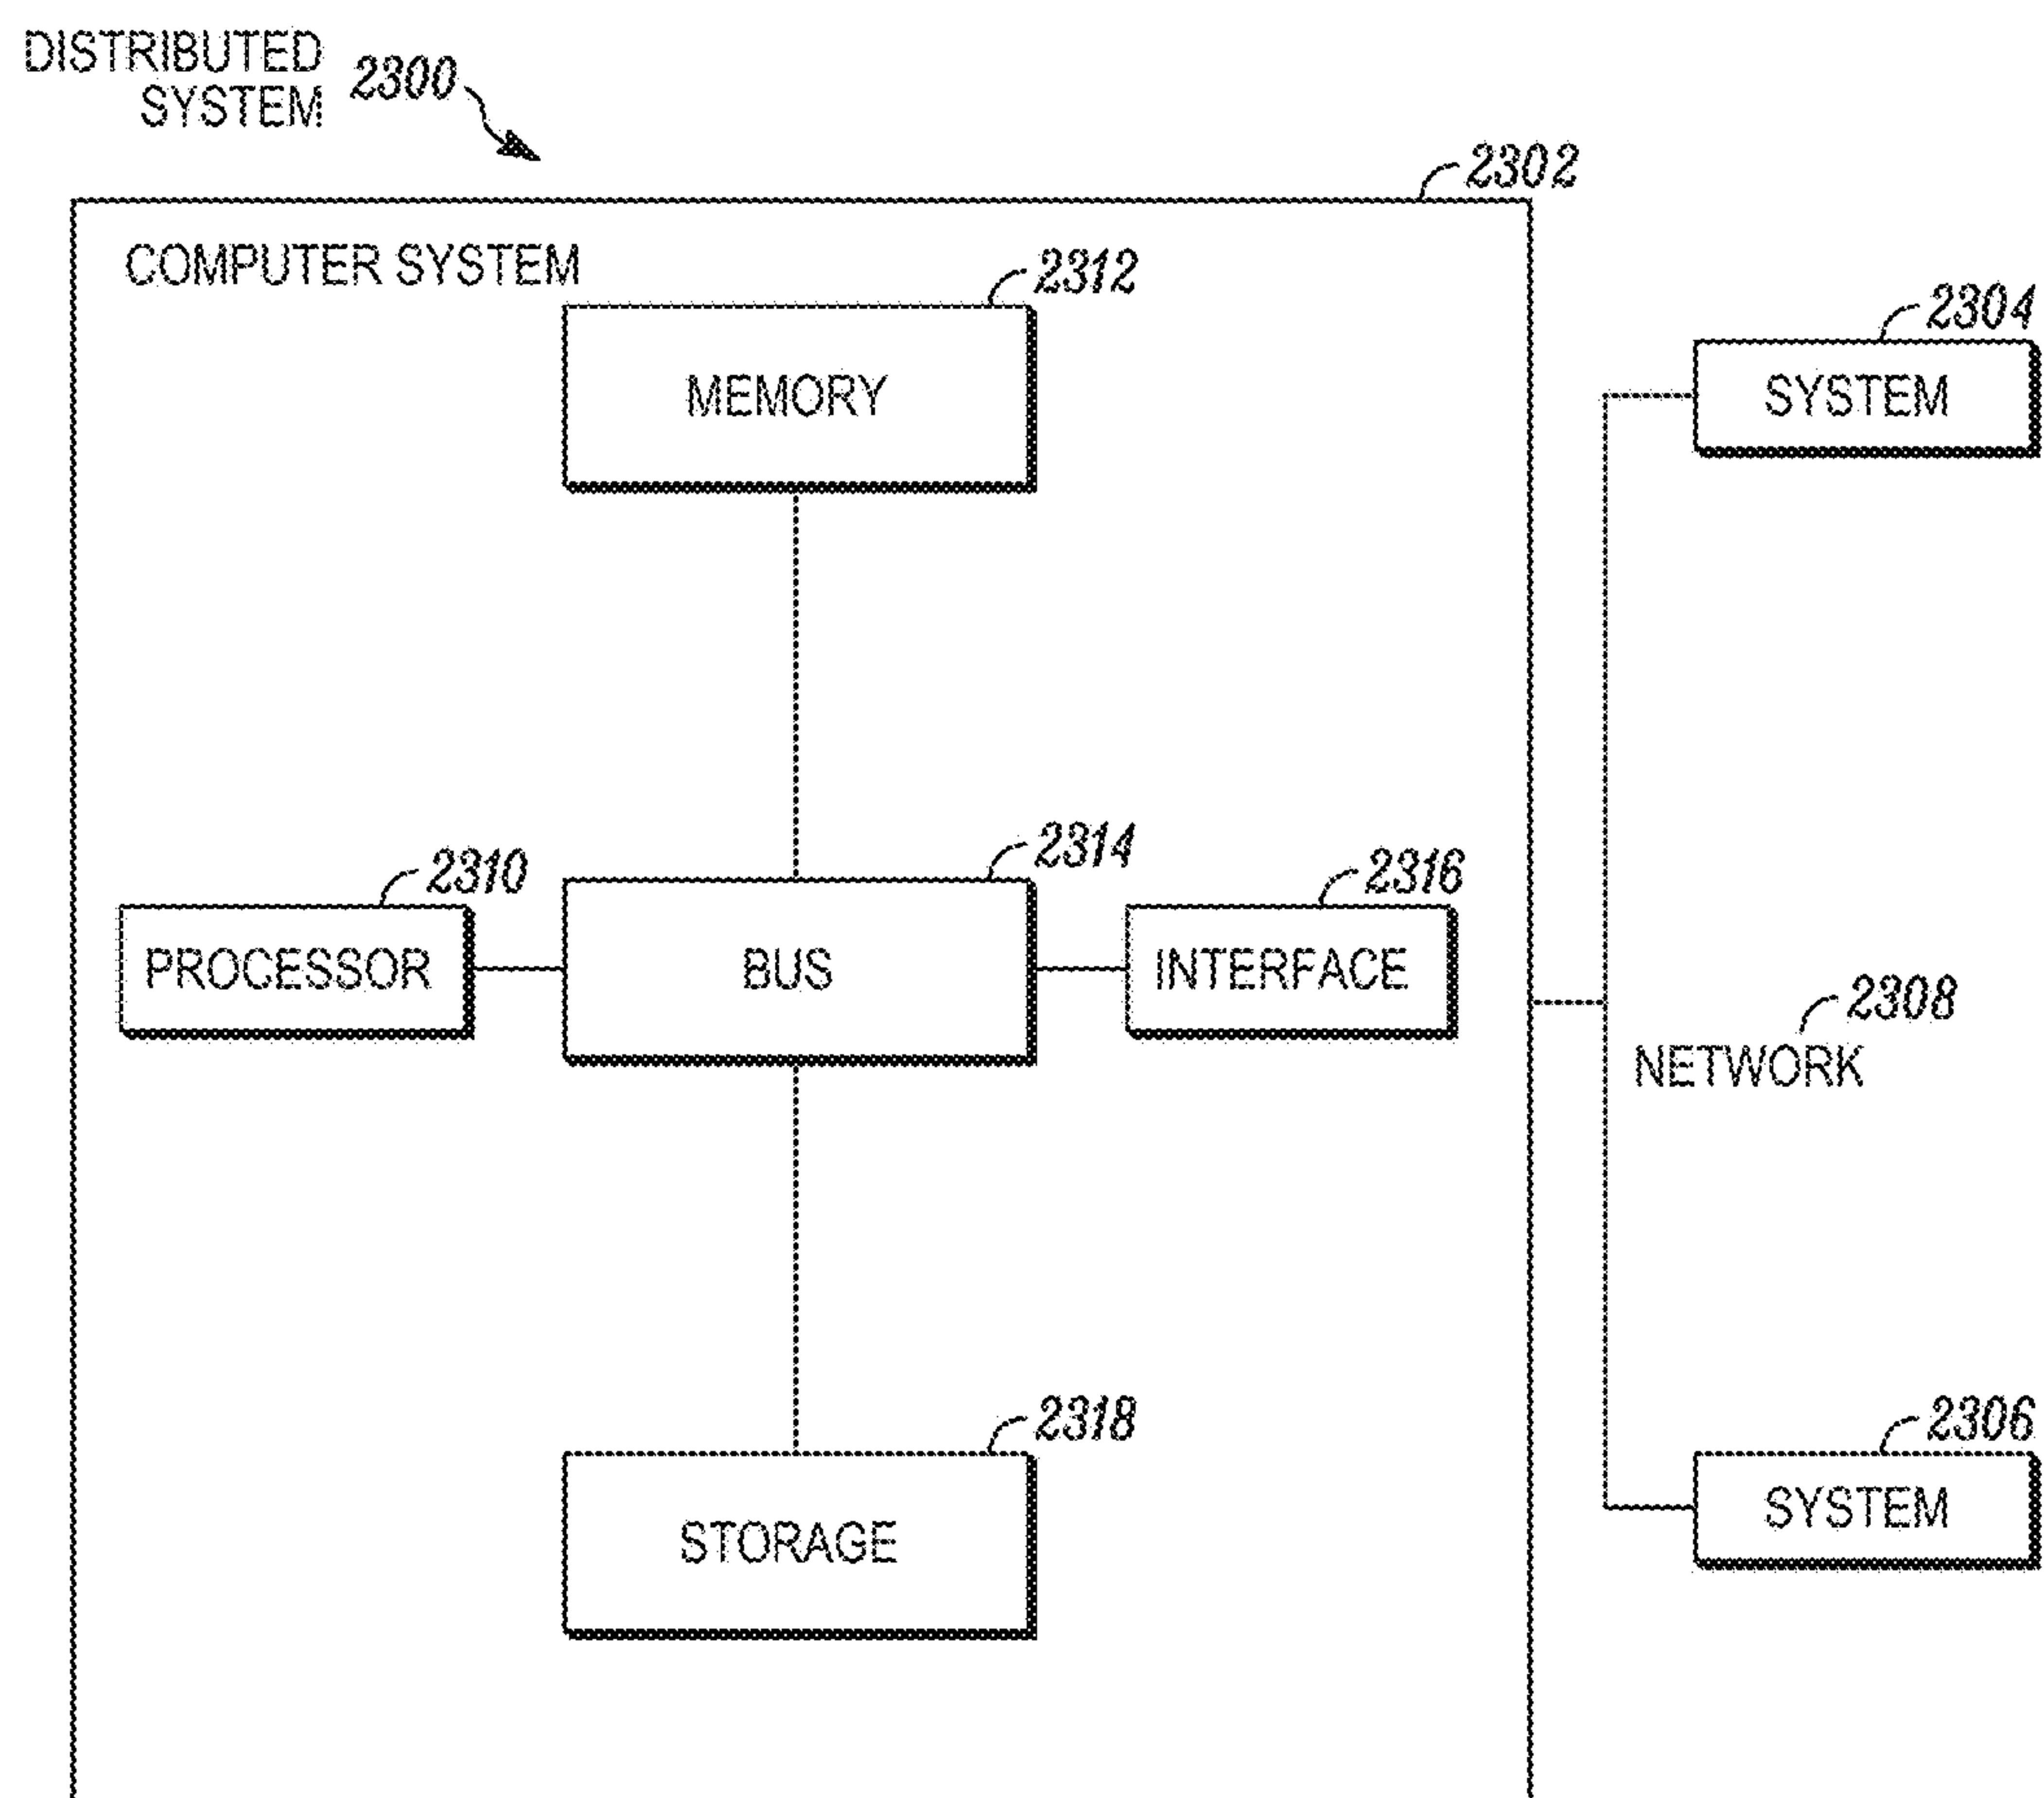 DISTRIBUTED
SYSTEM
2300
2302
COMPUTER SYSTEM
2312
MEMORY
2304
SYSTEM
2310
PROCESSOR
2314
BUS
2316
INTERFACE
2308
NETWORK
2318
STORAGE
2306
SYSTEM